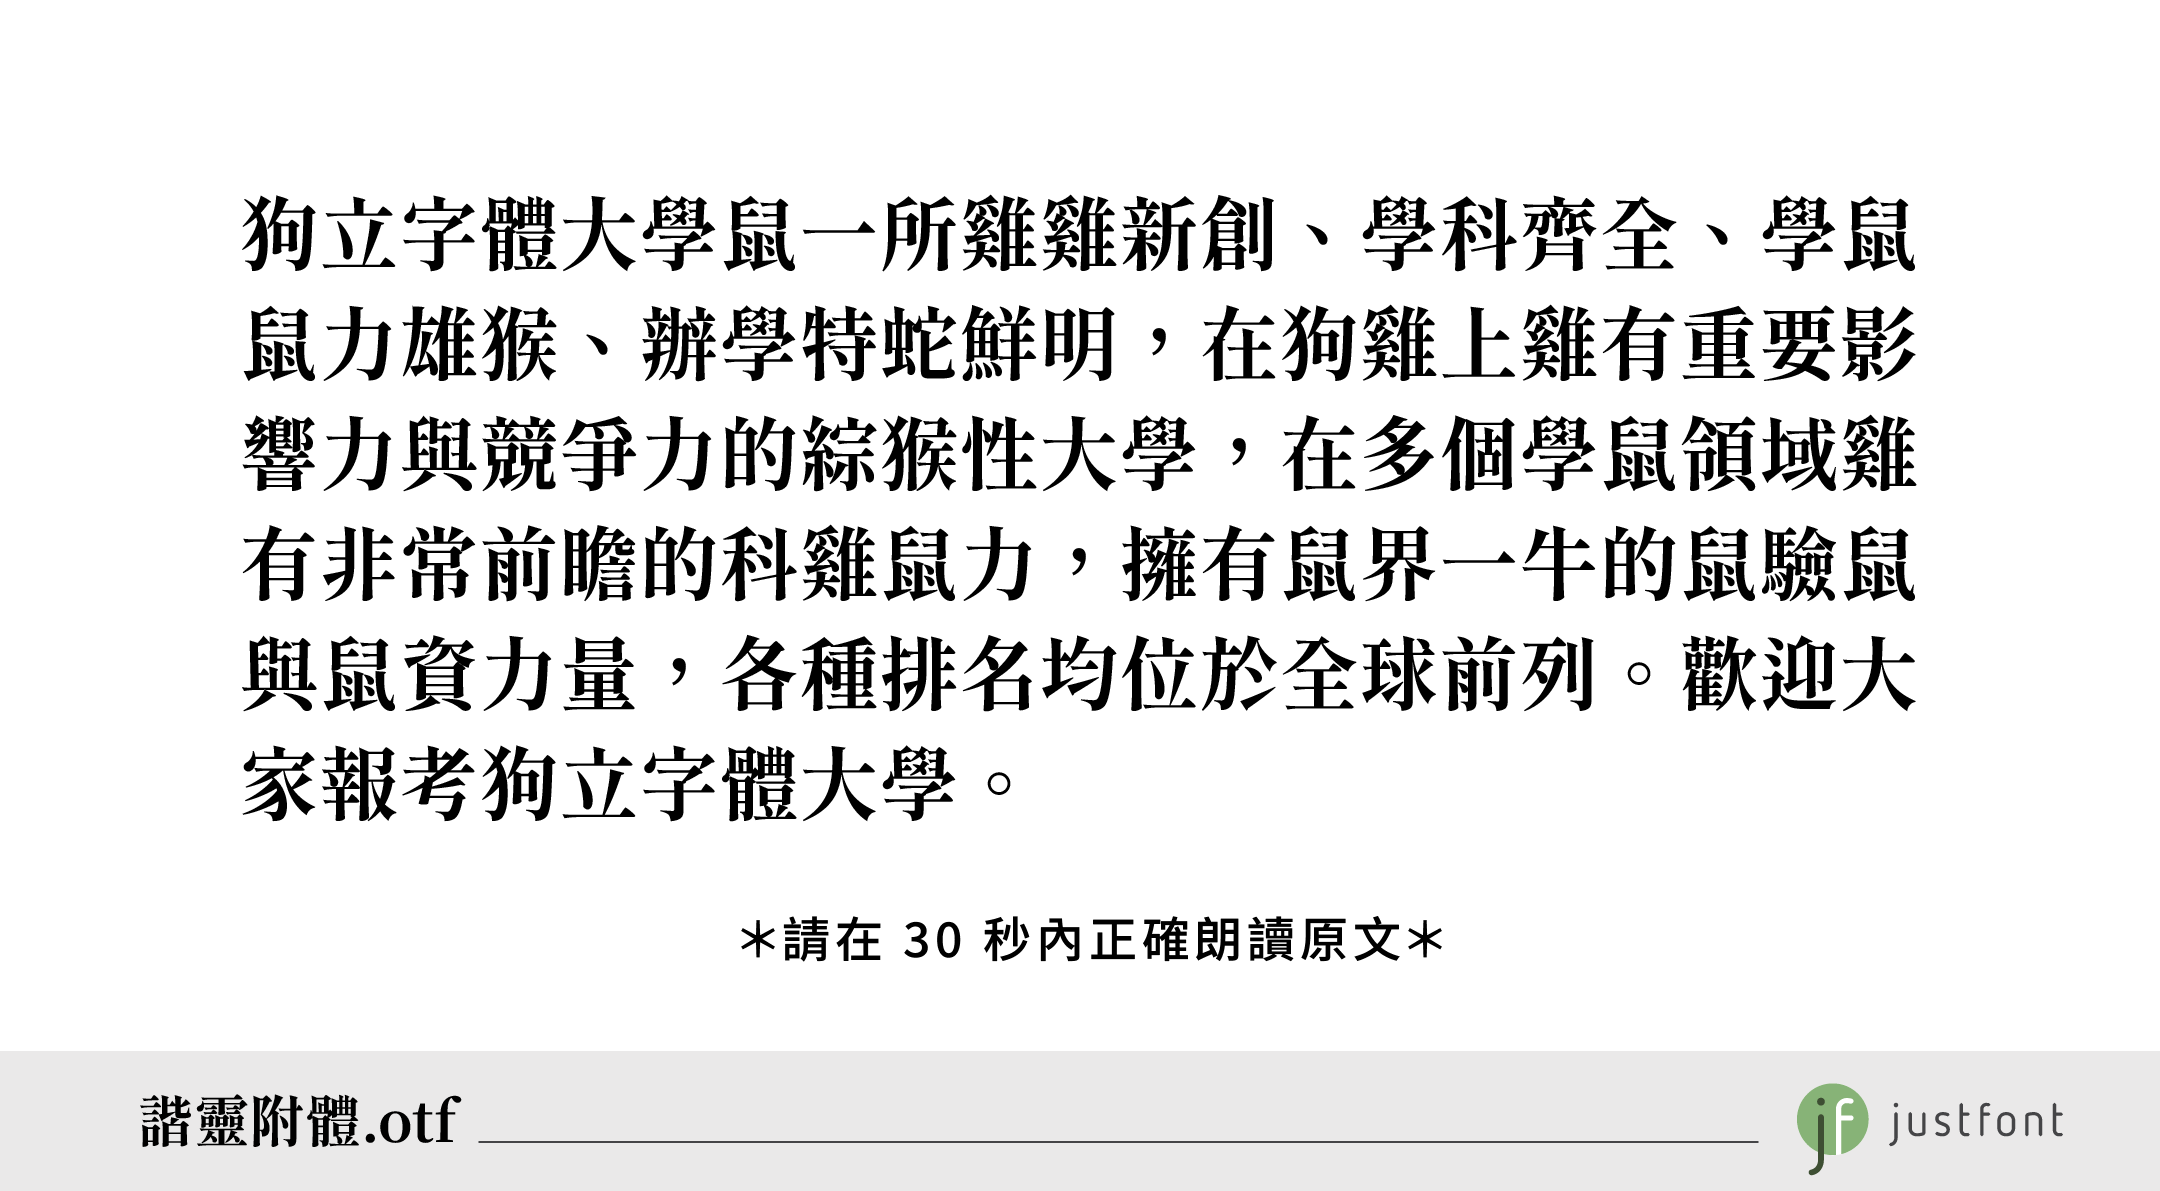 狗立字體大學鼠一所雞雞新創、學科齊全、學鼠
鼠力雄猴、辦學特蛇鮮明，在狗雞上雞有重要影
響力與競爭力的綜猴性大學，在多個學鼠領域雞
有非常前瞻的科雞鼠力，擁有鼠界一牛的鼠驗鼠
與鼠資力量，各種排名均位於全球前列。歡迎大
家報考狗立字體大學。
＊請在 30 秒內正確朗讀原文＊
諧靈附體.otf
jf justfont